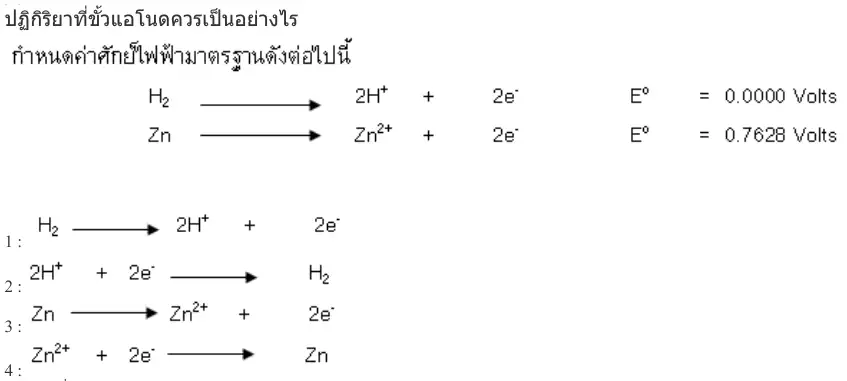 ปฏิกิริยาที่ขั้วแอโนดควรเป็นอย่างไร
กำหนดค่าศักย์ไฟฟ้ามาตรฐานดังต่อไปนี้
H₂ ⟶ 2H⁺ + 2e⁻ Eº = 0.0000 Volts
Zn ⟶ Zn²⁺ + 2e⁻ Eº = 0.7628 Volts
1 : H₂ ⟶ 2H⁺ + 2e⁻
2 : 2H⁺ + 2e⁻ ⟶ H₂
3 : Zn ⟶ Zn²⁺ + 2e⁻
4 : Zn²⁺ + 2e⁻ ⟶ Zn